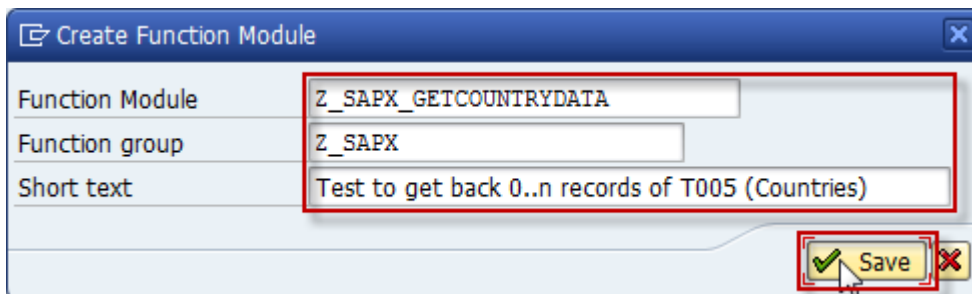 Create Function Module
Function Module Z_SAPX_GETCOUNTRYDATA
Function group Z_SAPX
Short text Test to get back 0..n records of T005 (Countries)
Save